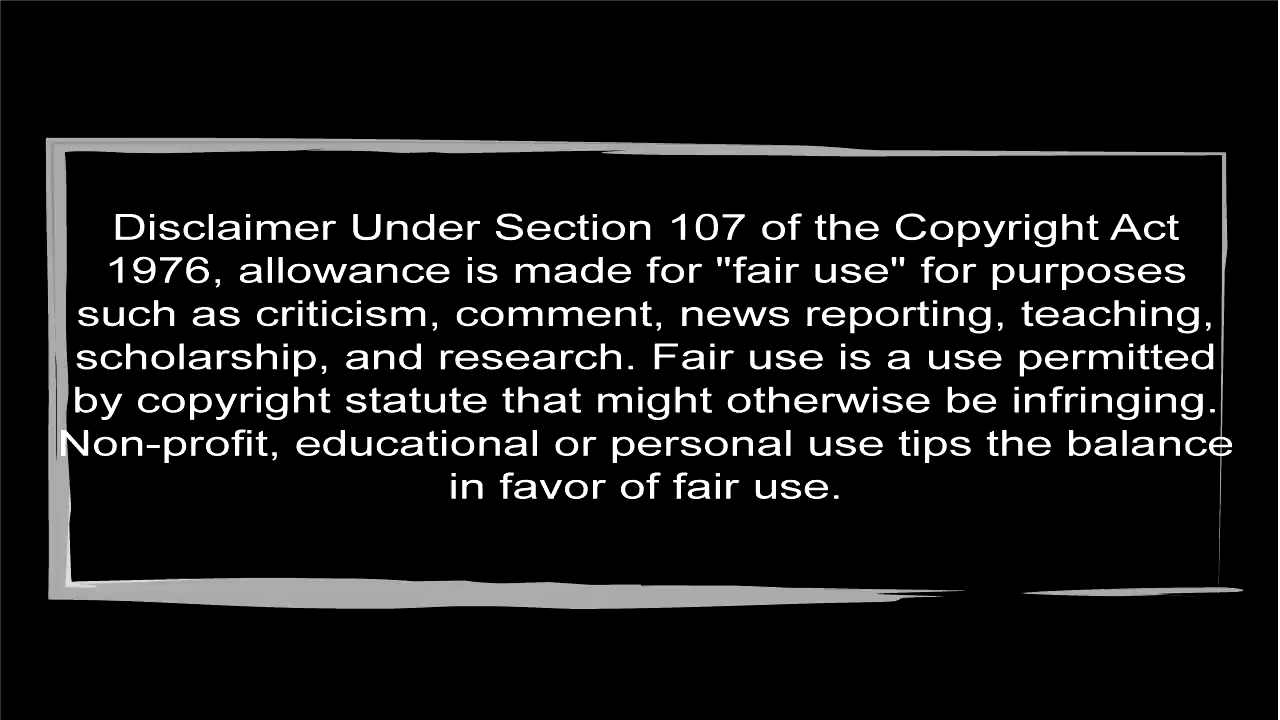 Disclaimer Under Section 107 of the Copyright Act
1976, allowance is made for "fair use" for purposes
such as criticism, comment, news reporting, teaching,
scholarship, and research. Fair use is a use permitted
by copyright statute that might otherwise be infringing.
Non-profit, educational or personal use tips the balance
in favor of fair use.